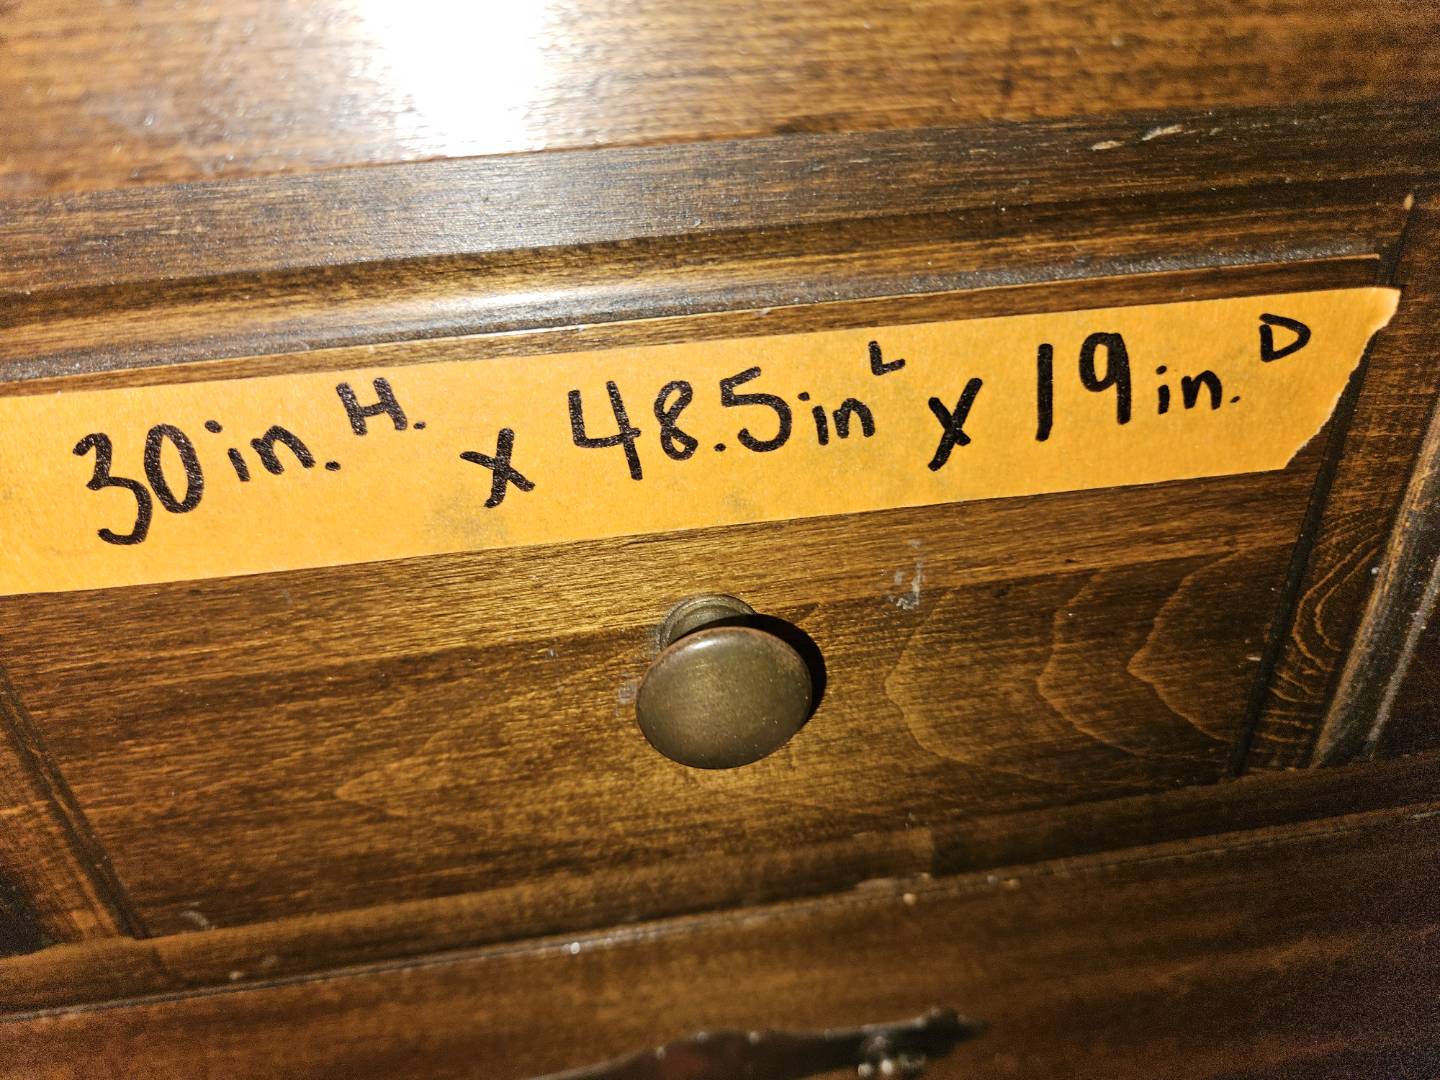 30 in. H. x 48.5 in L x 19 in. D